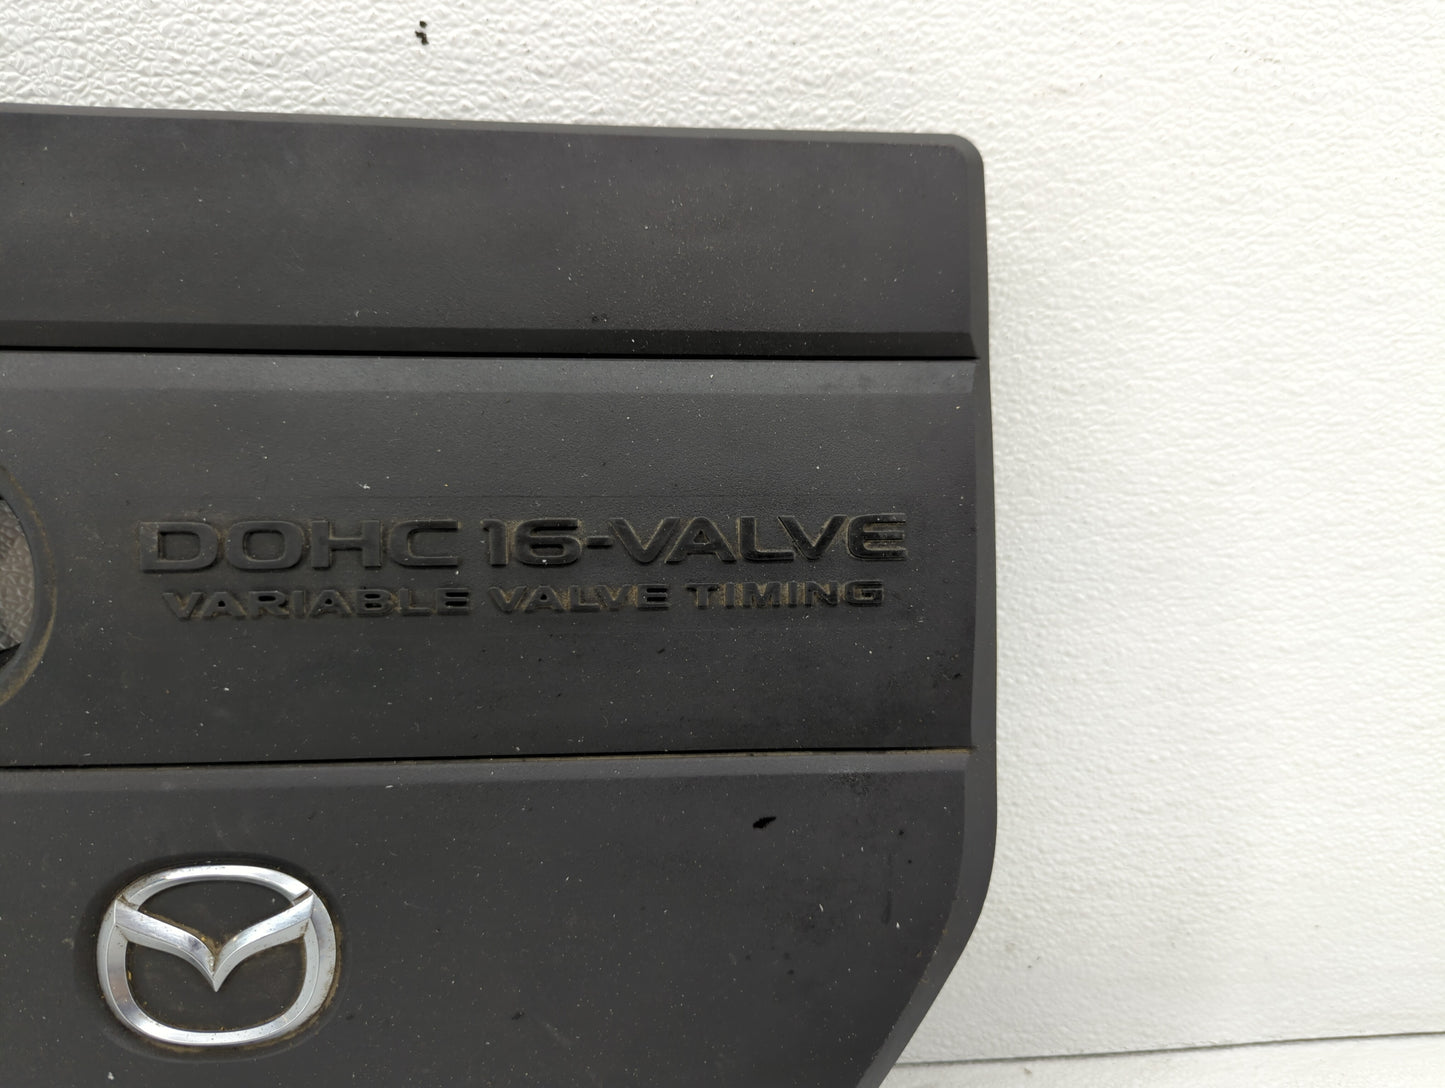 DOHC 16-VALVE
VARIABLE VALVE TIMING